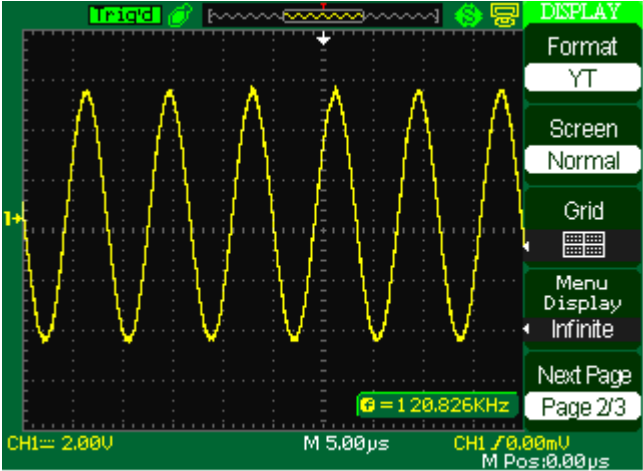 Trig'd S DISPLAY
Format
YT
Screen
Normal
Grid
1
Menu
Display
Infinite
Next Page
Page 2/3
f=120.826KHz
CH1 2.00V M 5.00µs CH1 0.00mV
M Pos:0.00µs